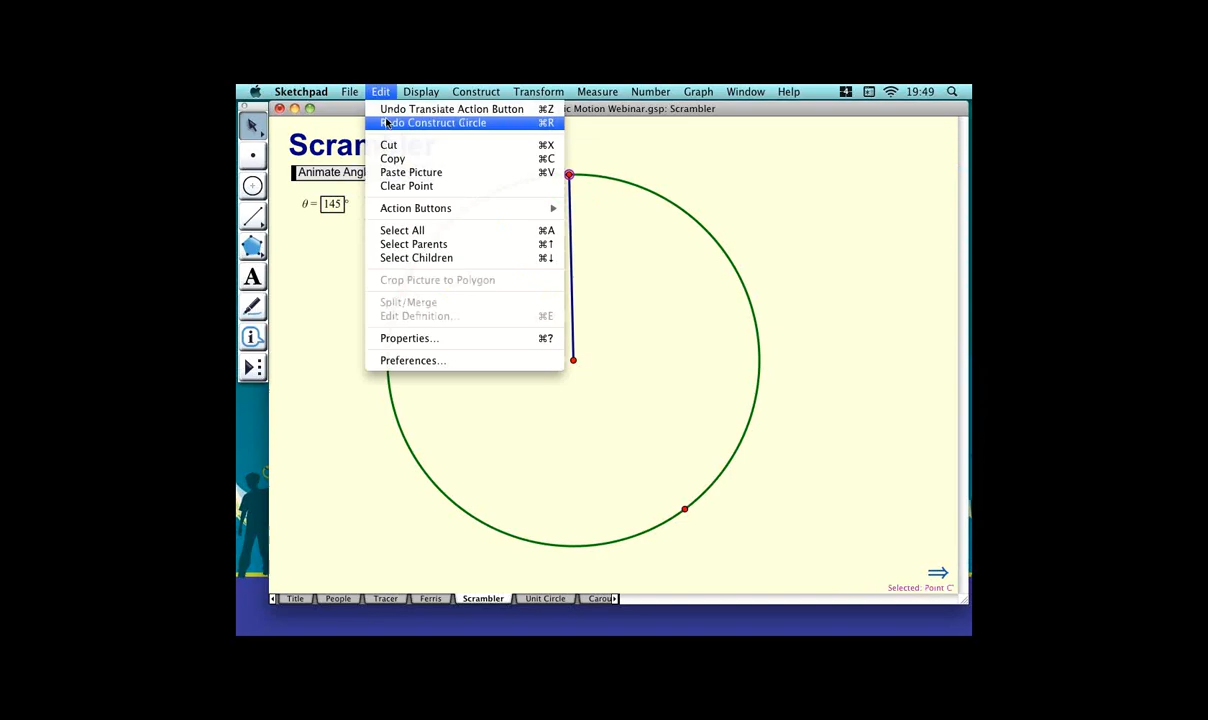 Sketchpad File Edit Display Construct Transform Measure Number Graph Window Help 4 19:49
ic Motion Webinar.gsp: Scrambler
Undo Translate Action Button ⌘Z
Redo Construct Circle ⌘R
Cut ⌘X
Copy ⌘C
Paste Picture ⌘V
Clear Point
Action Buttons
Select All ⌘A
Select Parents ⌘↑
Select Children ⌘↓
Crop Picture to Polygon
Split/Merge
Edit Definition... ⌘E
Properties... ⌘?
Preferences...
Scrambler
Animate Angl
θ = 145°
A
Selected: Point C'
Title People Tracer Ferris Scrambler Unit Circle Carou